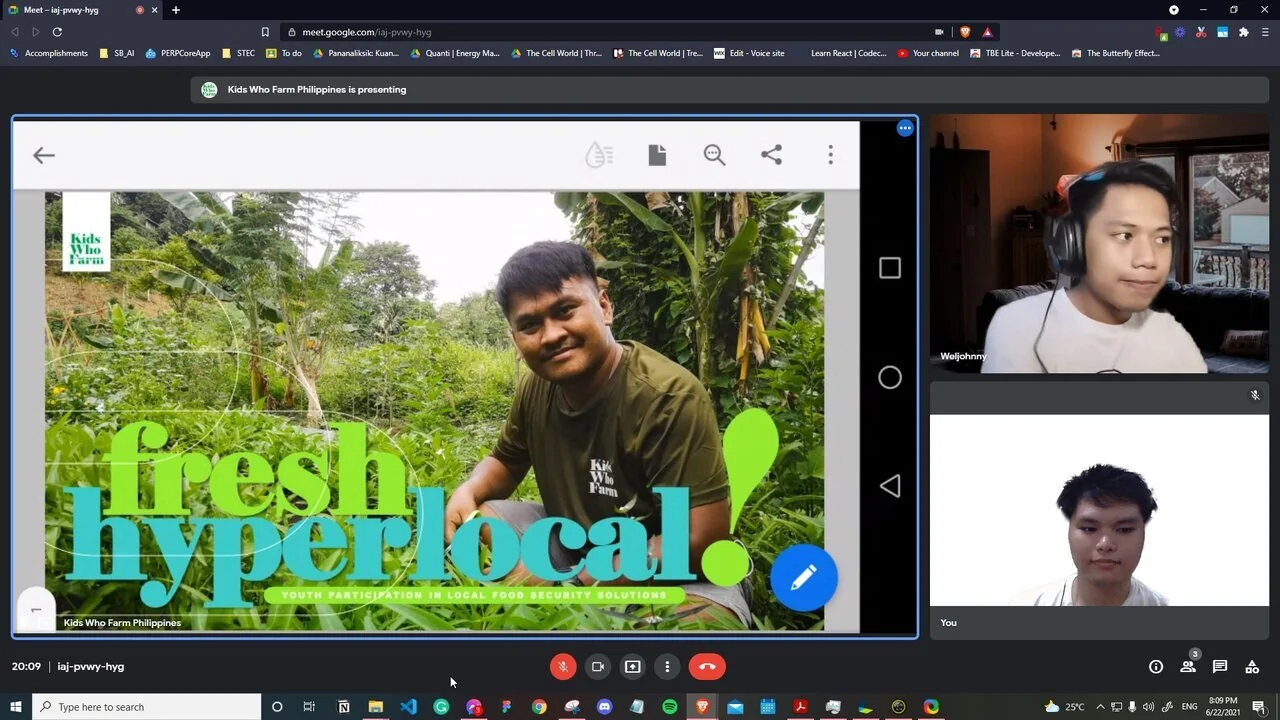 Meet – iaj-pvwy-hyg
meet.google.com/iaj-pvwy-hyg
Accomplishments
SB_AI
PERPCoreApp
STEC
To do
Pananaliksik: Kuan...
Quanti | Energy Ma...
The Cell World | Thr...
The Cell World | Tre...
WIX
Edit - Voice site
Learn React | Codec...
Your channel
TBE Lite - Develope...
The Butterfly Effect...
Kids Who Farm Philippines is presenting
Kids
Who
Farm
Kids
Who
Farm
fresh
hyperlocal!
YOUTH PARTICIPATION IN LOCAL FOOD SECURITY SOLUTIONS
1
Kids Who Farm Philippines
Weljohnny
You
20:09 | iaj-pvwy-hyg
3
Type here to search
25°C
ENG
8:09 PM
6/22/2021